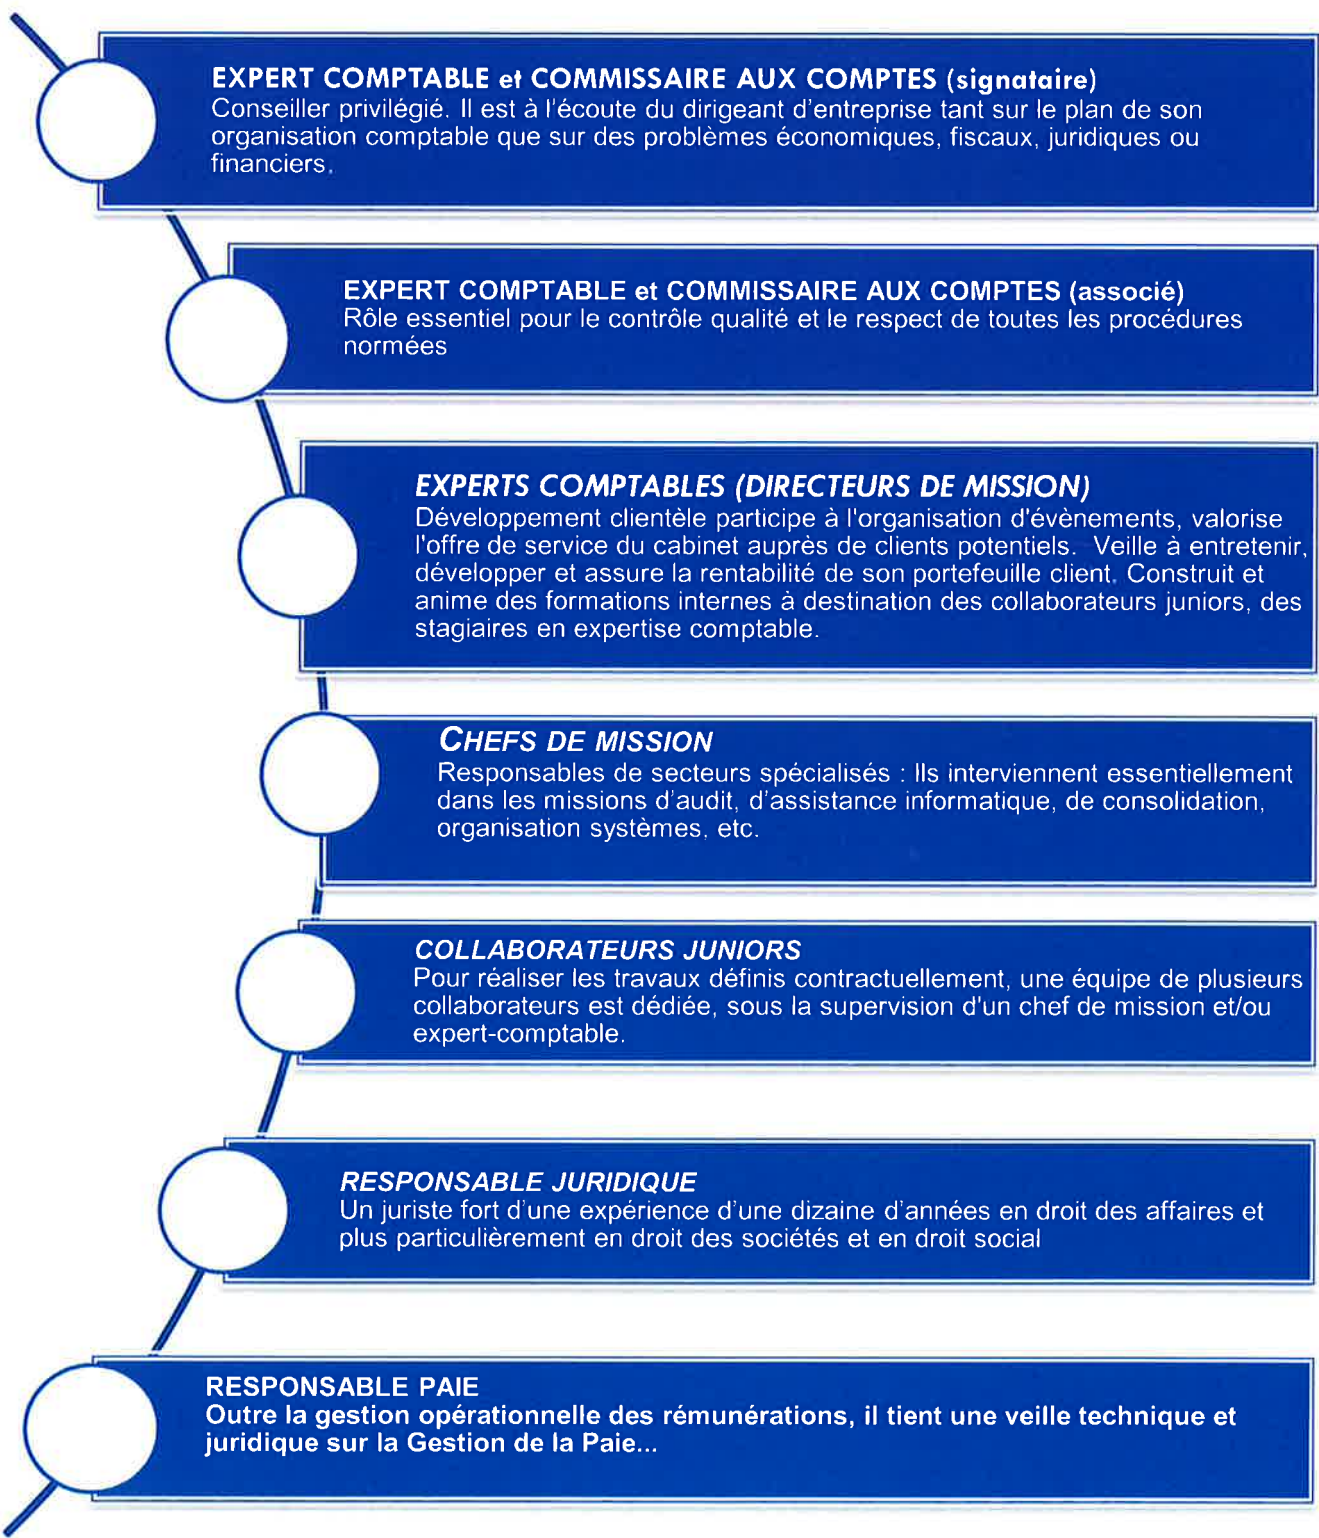 EXPERT COMPTABLE et COMMISSAIRE AUX COMPTES (signataire)
Conseiller privilégié. Il est à l'écoute du dirigeant d'entreprise tant sur le plan de son
organisation comptable que sur des problèmes économiques, fiscaux, juridiques ou
financiers.
EXPERT COMPTABLE et COMMISSAIRE AUX COMPTES (associé)
Rôle essentiel pour le contrôle qualité et le respect de toutes les procédures
normées
EXPERTS COMPTABLES (DIRECTEURS DE MISSION)
Développement clientèle participe à l'organisation d'évènements, valorise
l'offre de service du cabinet auprès de clients potentiels. Veille à entretenir,
développer et assure la rentabilité de son portefeuille client. Construit et
anime des formations internes à destination des collaborateurs juniors, des
stagiaires en expertise comptable.
CHEFS DE MISSION
Responsables de secteurs spécialisés : Ils interviennent essentiellement
dans les missions d'audit, d'assistance informatique, de consolidation,
organisation systèmes, etc.
COLLABORATEURS JUNIORS
Pour réaliser les travaux définis contractuellement, une équipe de plusieurs
collaborateurs est dédiée, sous la supervision d'un chef de mission et/ou
expert-comptable.
RESPONSABLE JURIDIQUE
Un juriste fort d'une expérience d'une dizaine d'années en droit des affaires et
plus particulièrement en droit des sociétés et en droit social
RESPONSABLE PAIE
Outre la gestion opérationnelle des rémunérations, il tient une veille technique et
juridique sur la Gestion de la Paie...